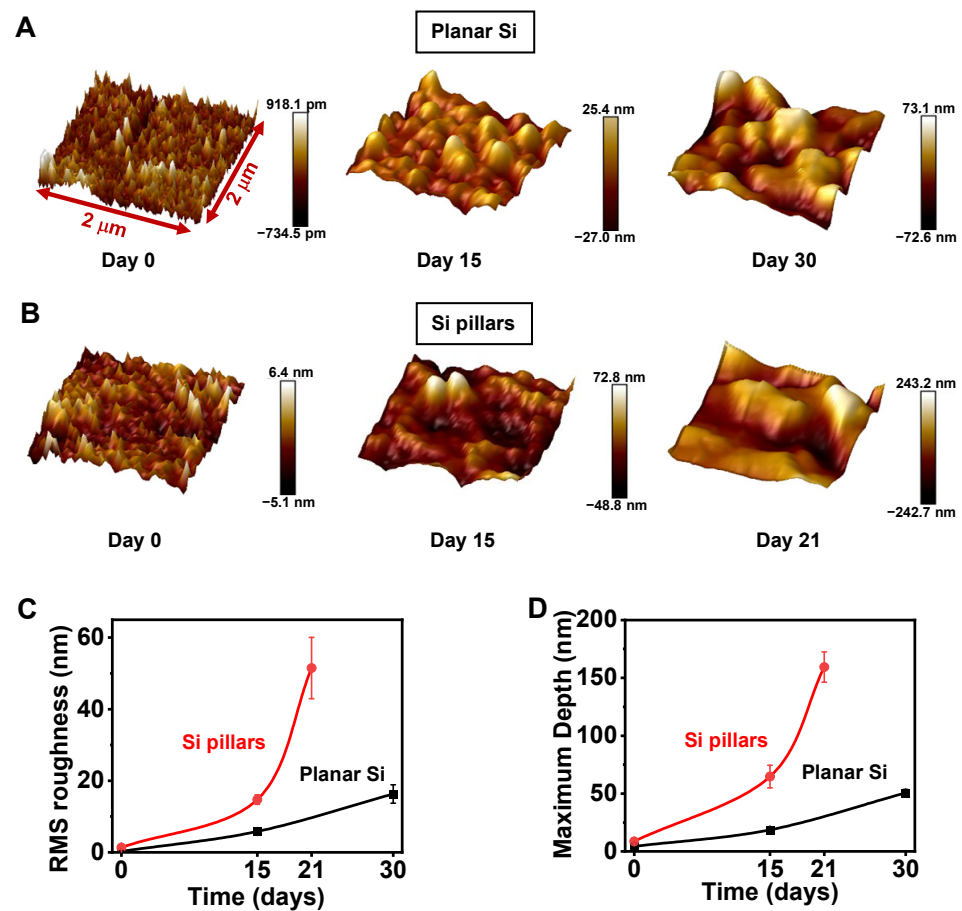 A
Planar Si
918.1 pm
−734.5 pm
2 μm
2 μm
Day 0
25.4 nm
−27.0 nm
Day 15
73.1 nm
−72.6 nm
Day 30
B
Si pillars
6.4 nm
−5.1 nm
Day 0
72.8 nm
−48.8 nm
Day 15
243.2 nm
−242.7 nm
Day 21
C
RMS roughness (nm)
60
40
20
0
Si pillars
Planar Si
0 15 21 30
Time (days)
D
Maximum Depth (nm)
200
150
100
50
0
Si pillars
Planar Si
0 15 21 30
Time (days)